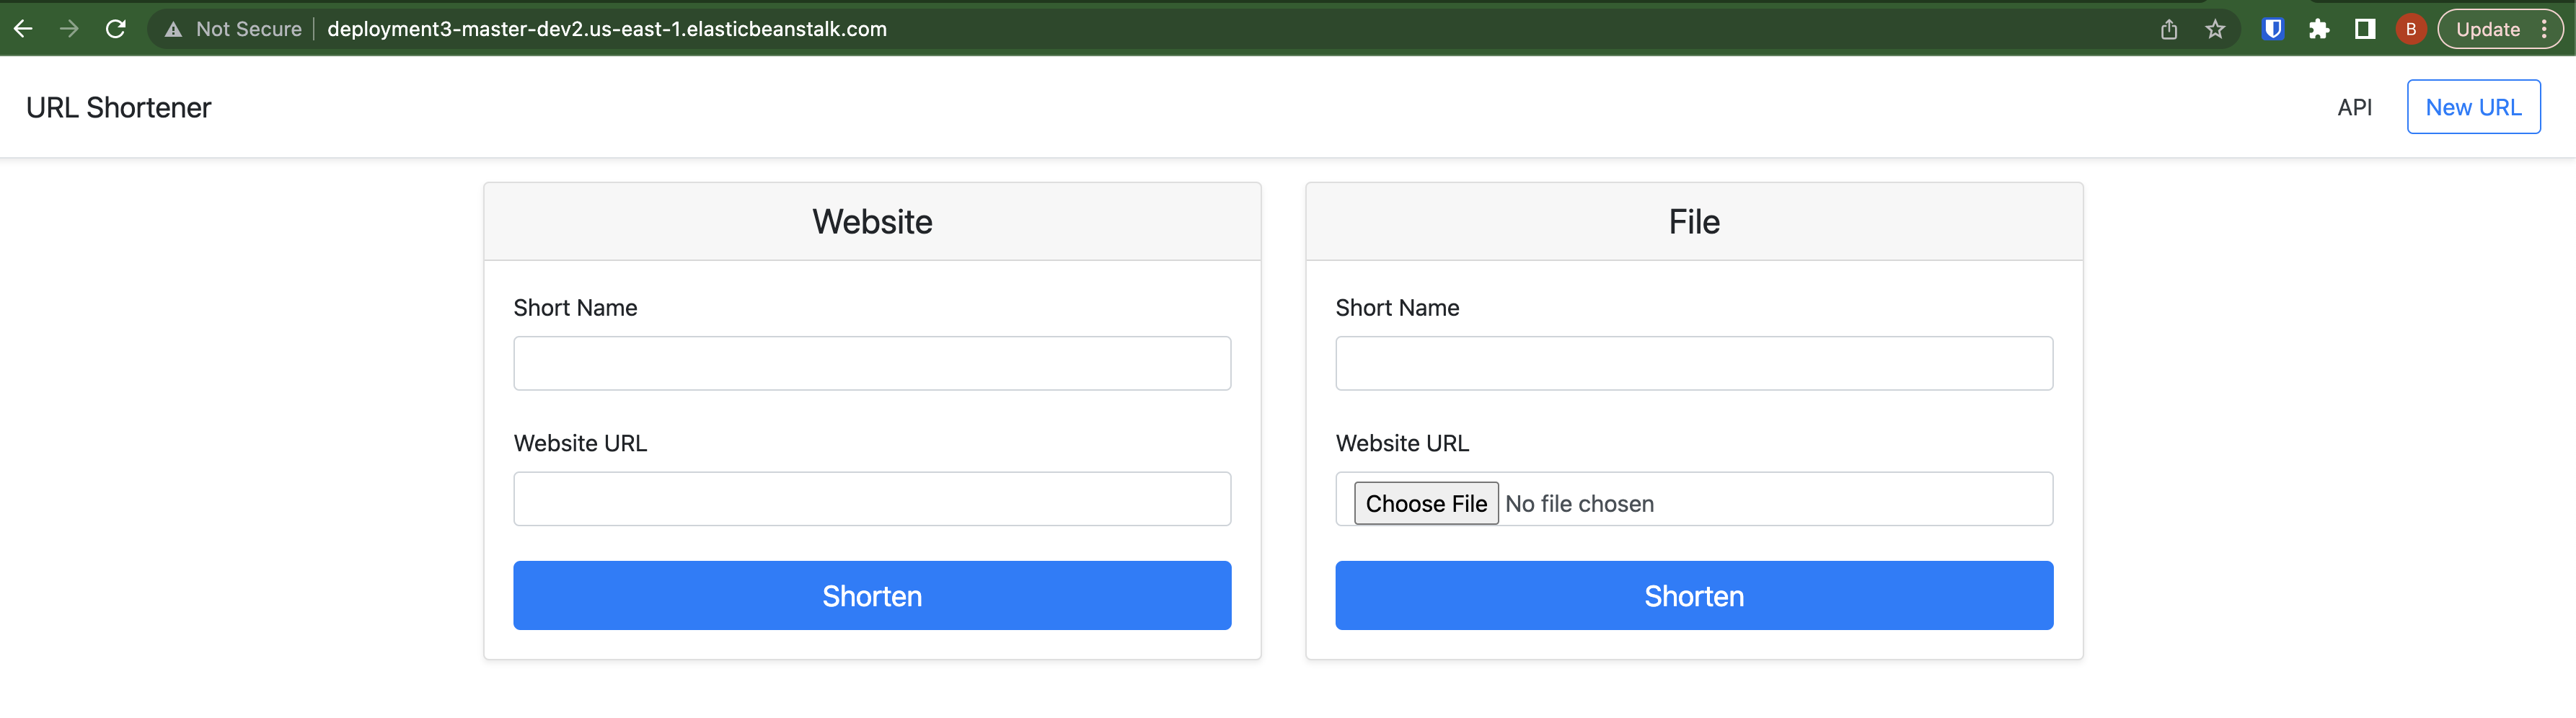 Not Secure deployment3-master-dev2.us-east-1.elasticbeanstalk.com B Update
URL Shortener API New URL
Website
Short Name
Website URL
Shorten
File
Short Name
Website URL
Choose File No file chosen
Shorten